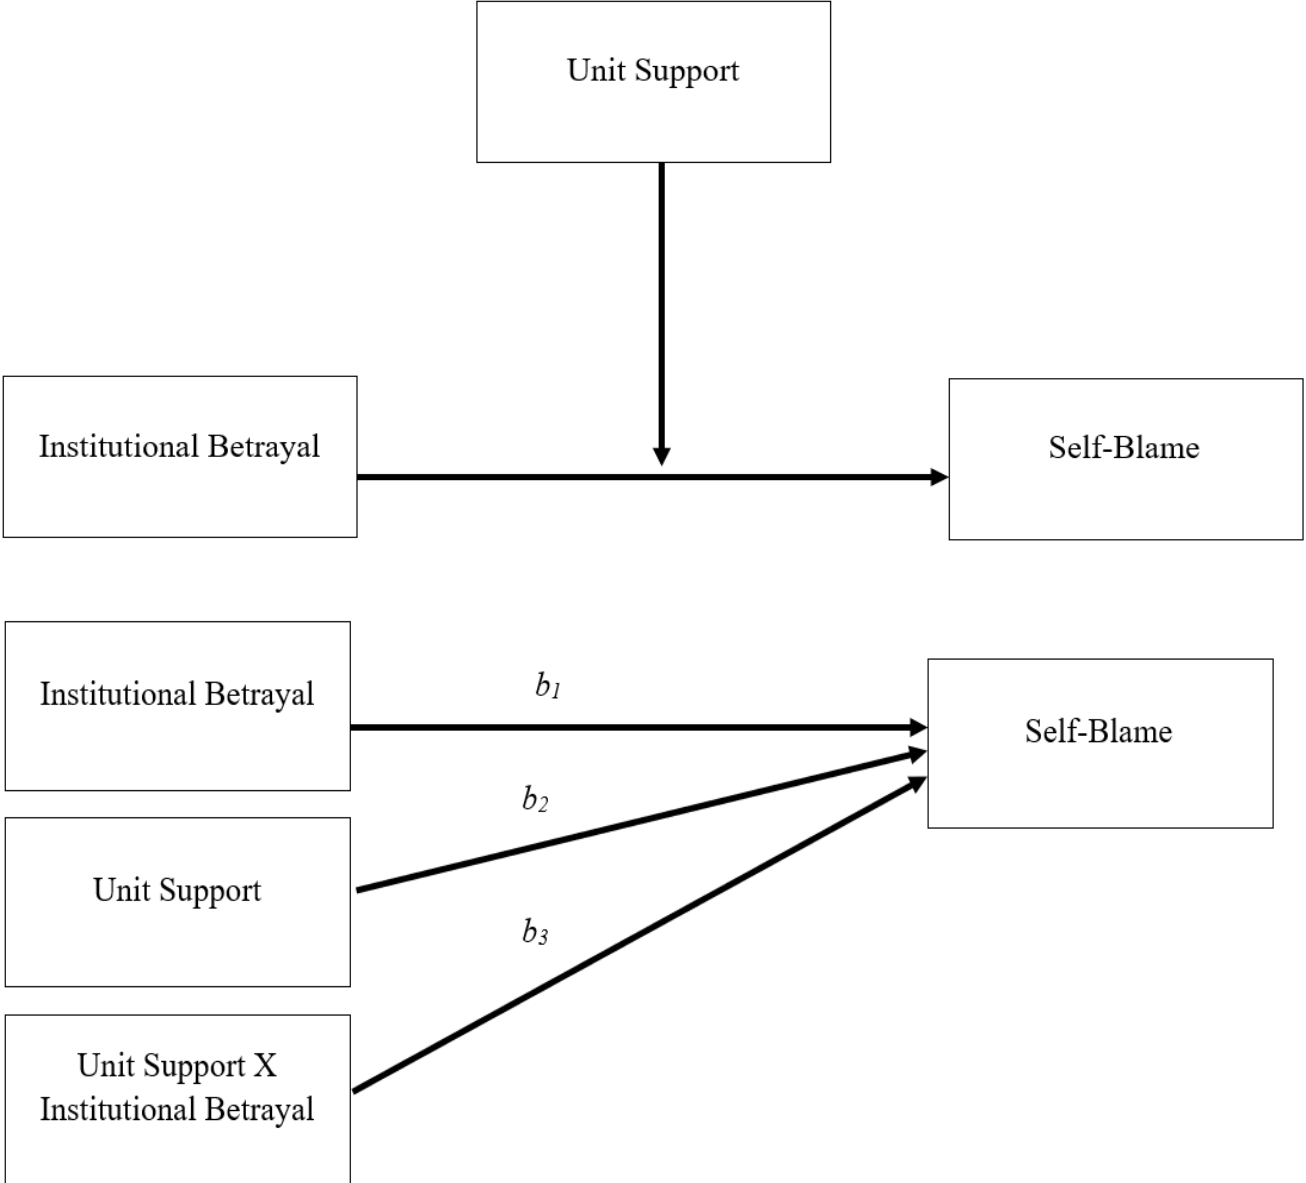 Unit Support
Institutional Betrayal
Self-Blame
Institutional Betrayal
b1
Self-Blame
b2
Unit Support
b3
Unit Support X
Institutional Betrayal